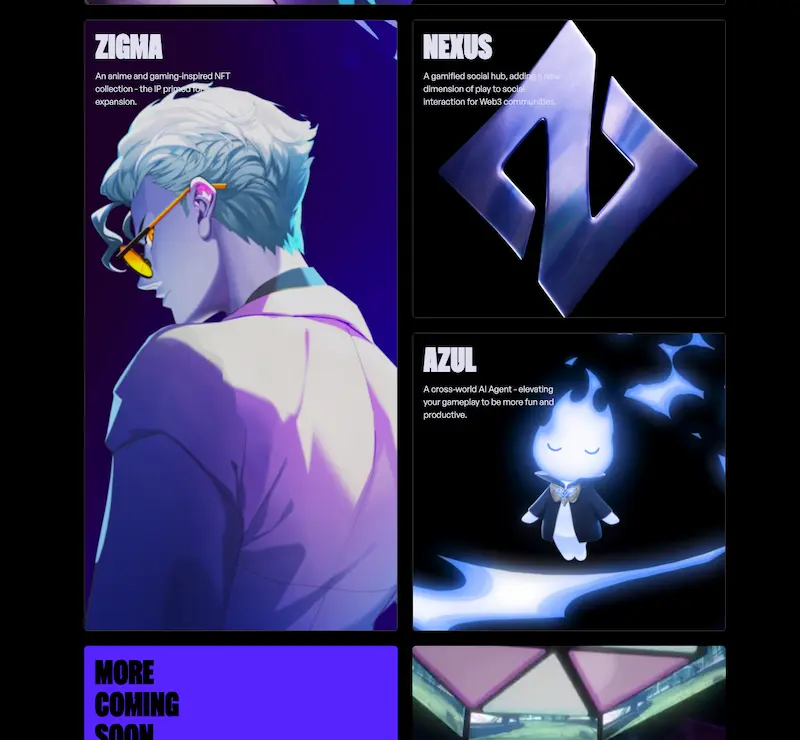 ZIGMA
An anime and gaming-inspired NFT
collection - the IP primed for
expansion.
NEXUS
A gamified social hub, adding a new
dimension of play to social
interaction for Web3 communities.
AZUL
A cross-world AI Agent - elevating
your gameplay to be more fun and
productive.
MORE
COMING
SOON